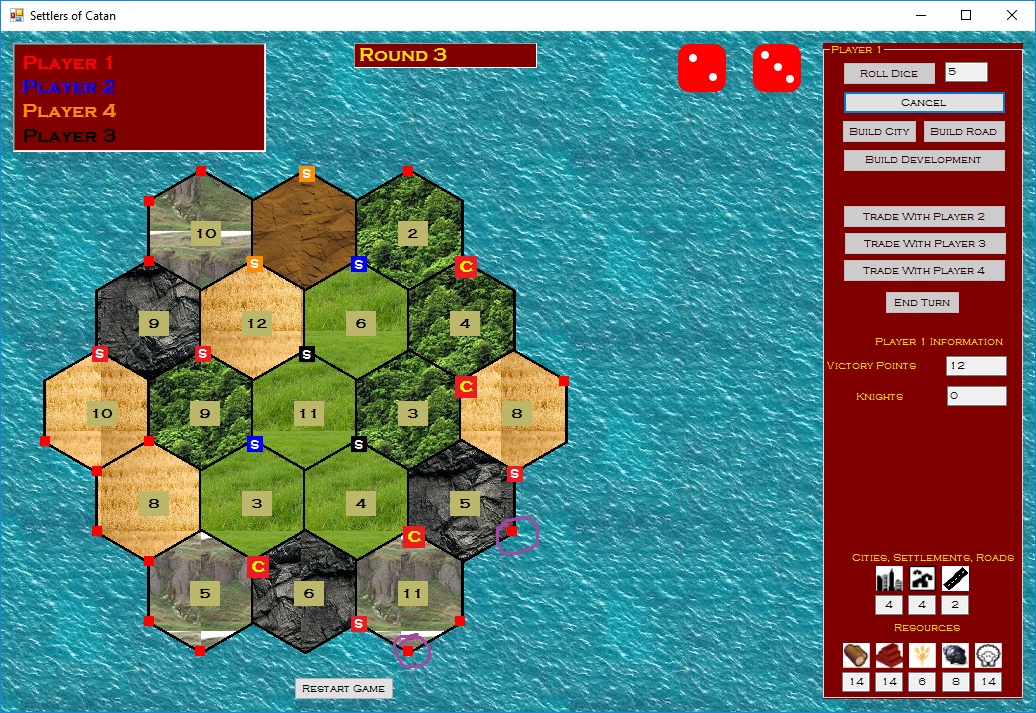 Settlers of Catan
Player 1
Player 2
Player 4
Player 3
Round 3
Player 1
Roll Dice 5
Cancel
Build City Build Road
Build Development
Trade With Player 2
Trade With Player 3
Trade With Player 4
End Turn
Player 1 Information
Victory Points 12
Knights 0
Cities, Settlements, Roads
4 4 2
Resources
14 14 6 8 14
S
10 2
S S C
9 12 6 4
S S S
C
10 9 11 3 8
S S
S
8 3 4 5
C
C
5 6 11
S
Restart Game